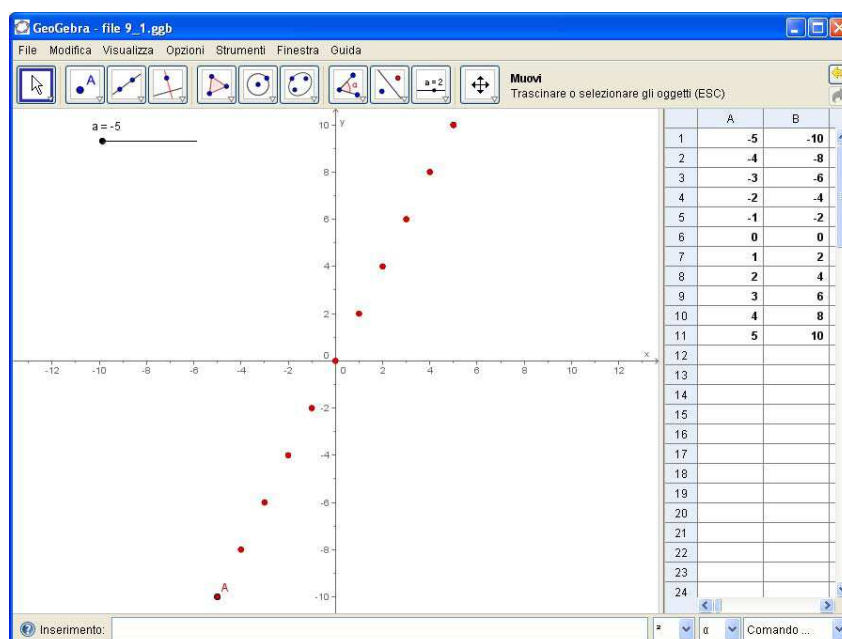 GeoGebra - file 9_1.ggb
File Modifica Visualizza Opzioni Strumenti Finestra Guida
A
α
a = 2
Muovi
Trascinare o selezionare gli oggetti (ESC)
a = -5
y
x
10
8
6
4
2
0
-2
-4
-6
-8
-10
-12 -10 -8 -6 -4 -2 0 2 4 6 8 10 12
A
A B
1 -5 -10
2 -4 -8
3 -3 -6
4 -2 -4
5 -1 -2
6 0 0
7 1 2
8 2 4
9 3 6
10 4 8
11 5 10
12
13
14
15
16
17
18
19
20
21
22
23
24
Inserimento: ² α Comando ...